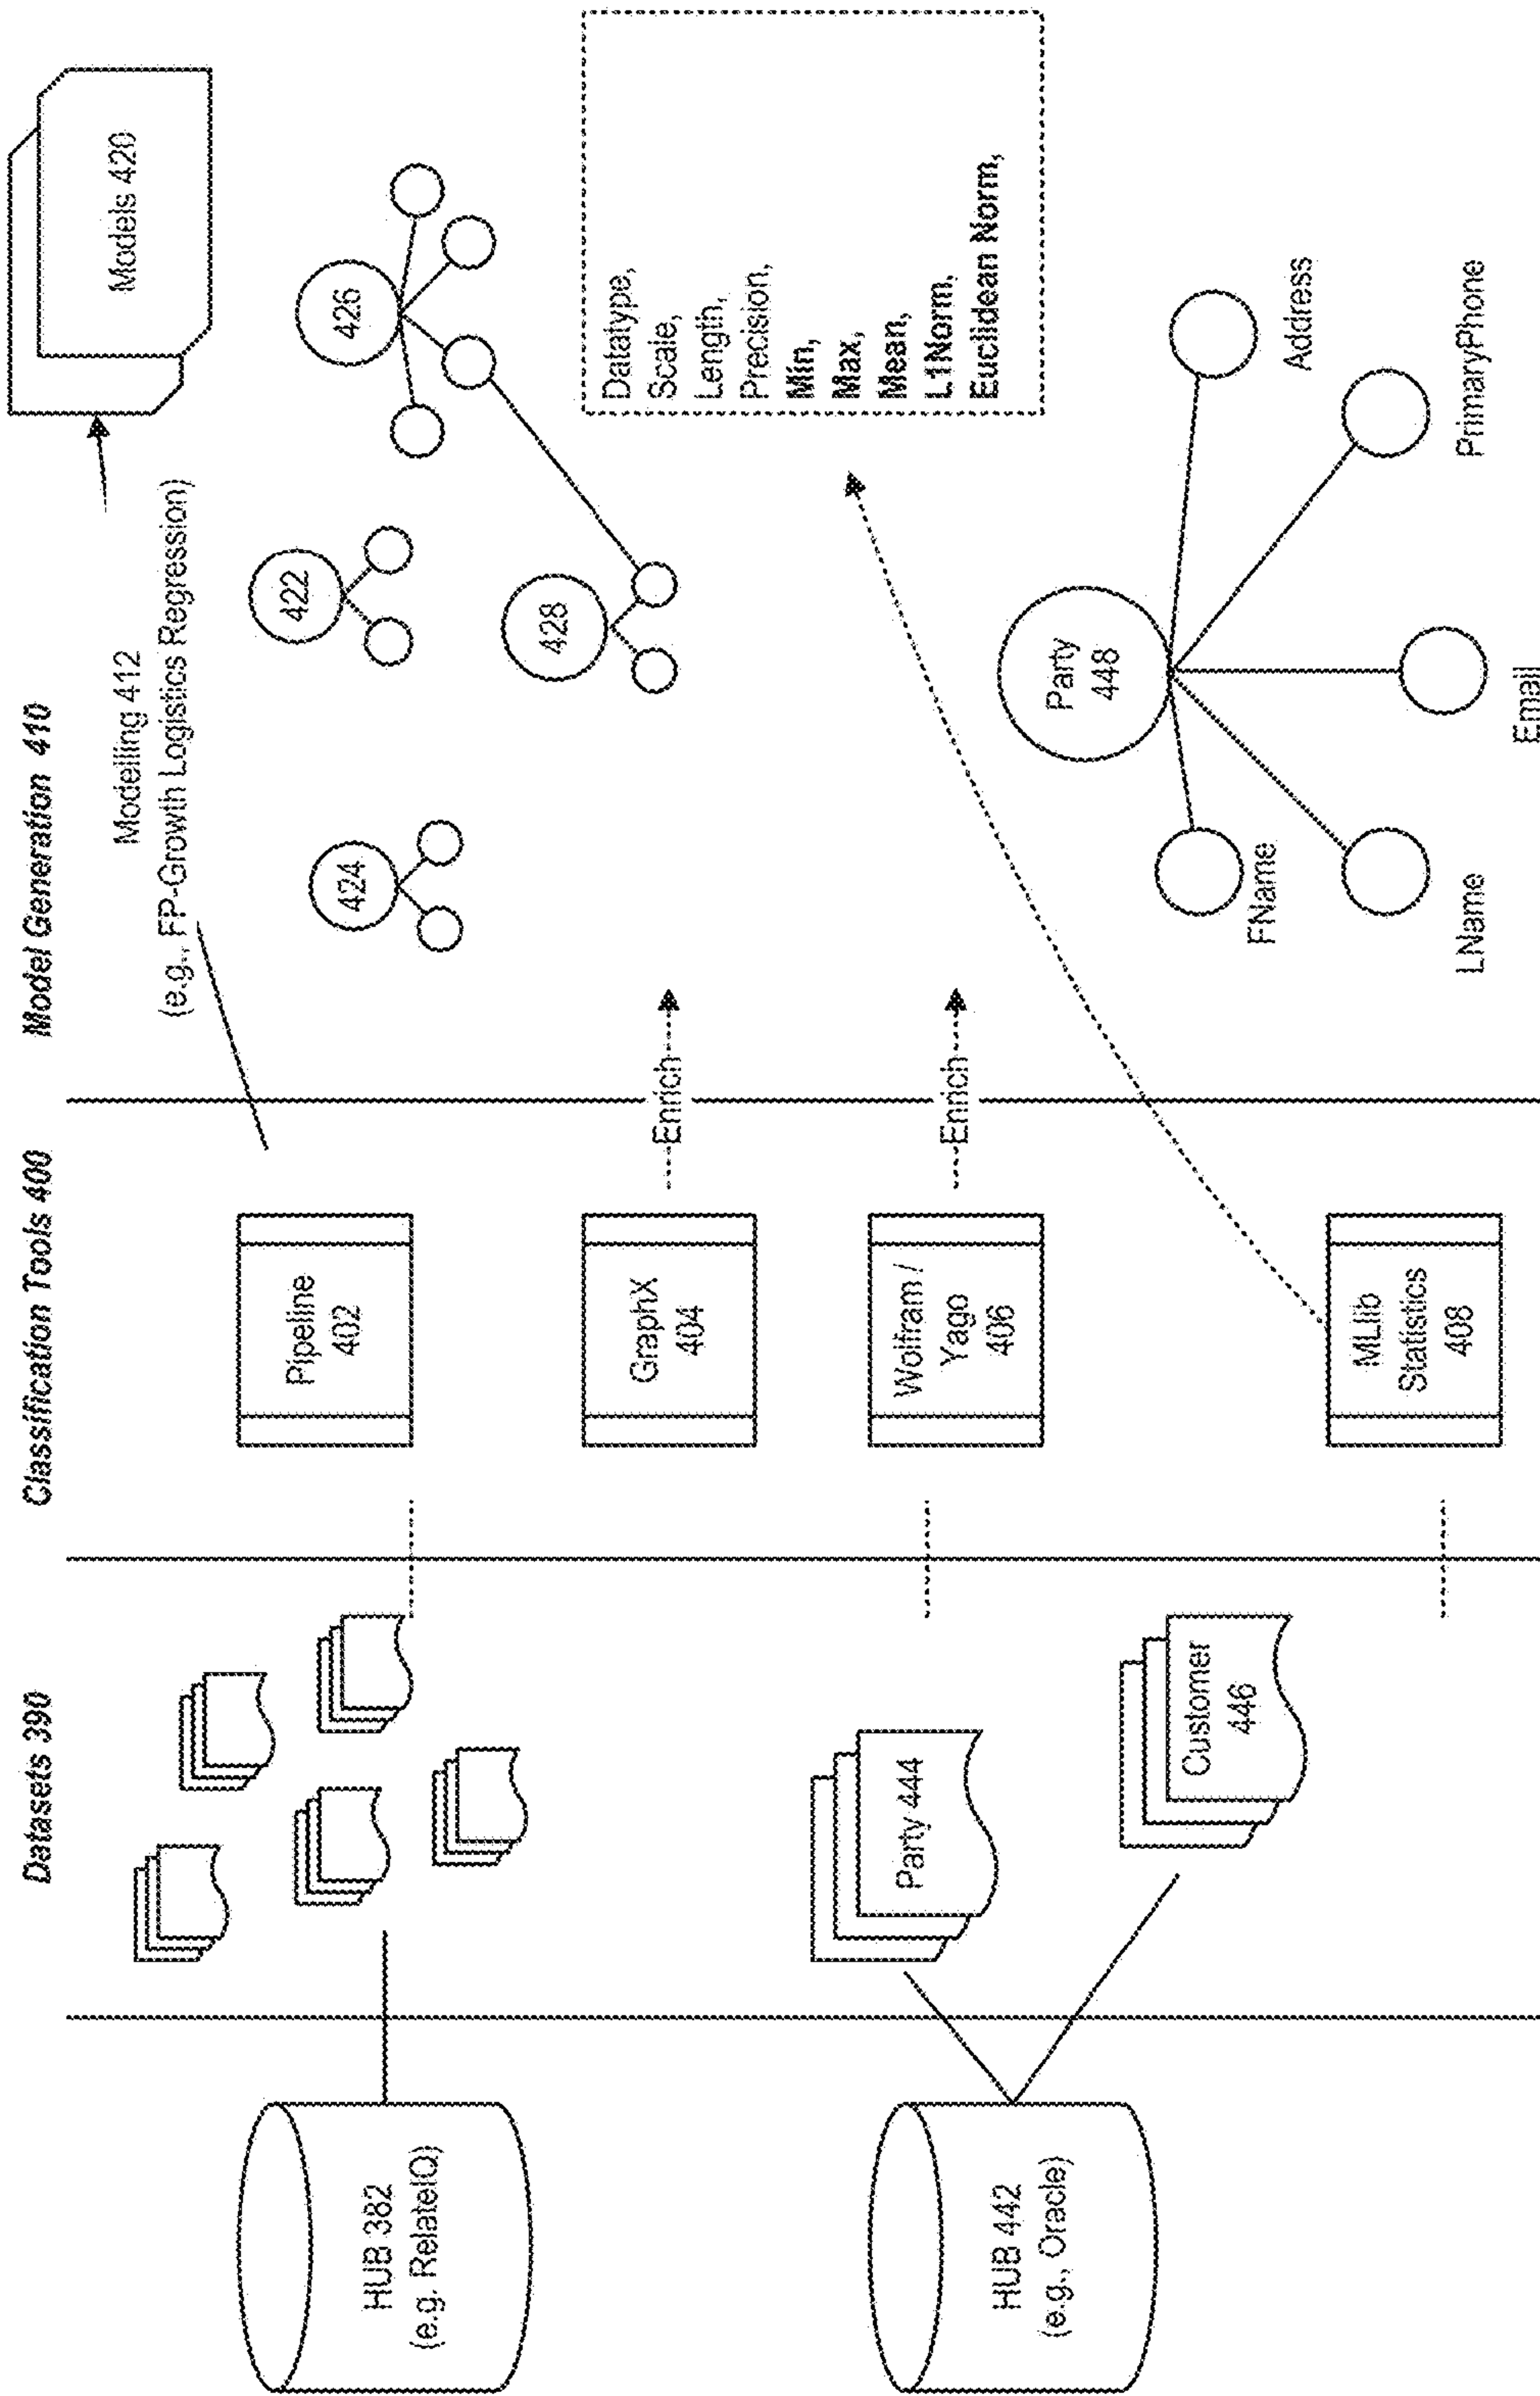 Datasets 390
Classification Tools 400
Model Generation 410
HUB 382
(e.g. RelateIQ)
HUB 442
(e.g., Oracle)
Party 444
Customer
446
Pipeline
402
GraphX
404
Wolfram /
Yago
406
MLlib
Statistics
408
Enrich
Enrich
Modelling 412
(e.g., FP-Growth Logistics Regression)
Models 420
424
422
426
428
Datatype,
Scale,
Length,
Precision,
Min,
Max,
Mean,
L1Norm,
Euclidean Norm,
Party
448
FName
LName
Email
PrimaryPhone
Address